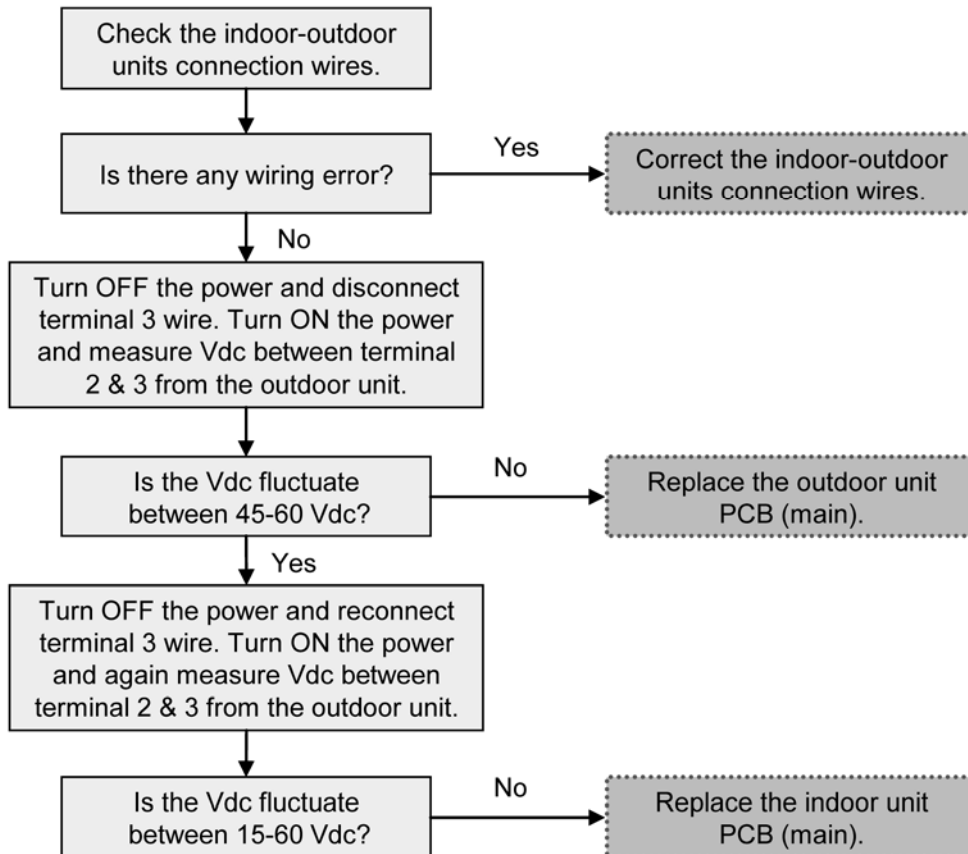 Check the indoor-outdoor
units connection wires.
Is there any wiring error?
Yes
Correct the indoor-outdoor
units connection wires.
No
Turn OFF the power and disconnect
terminal 3 wire. Turn ON the power
and measure Vdc between terminal
2 & 3 from the outdoor unit.
Is the Vdc fluctuate
between 45-60 Vdc?
No
Replace the outdoor unit
PCB (main).
Yes
Turn OFF the power and reconnect
terminal 3 wire. Turn ON the power
and again measure Vdc between
terminal 2 & 3 from the outdoor unit.
Is the Vdc fluctuate
between 15-60 Vdc?
No
Replace the indoor unit
PCB (main).